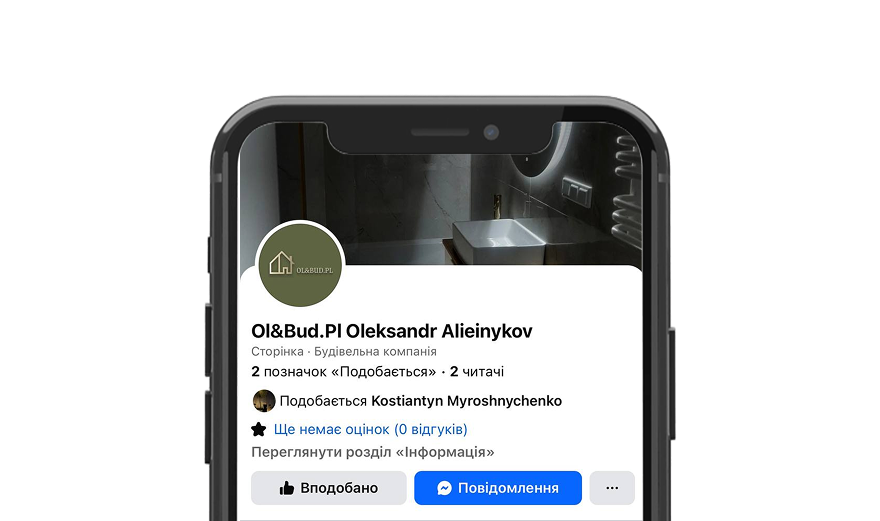 OL&BUD.PL
Ol&Bud.Pl Oleksandr Alieinykov
Сторінка · Будівельна компанія
2 позначок «Подобається» · 2 читачі
Подобається Kostiantyn Myroshnychenko
Ще немає оцінок (0 відгуків)
Переглянути розділ «Інформація»
Вподобано
Повідомлення